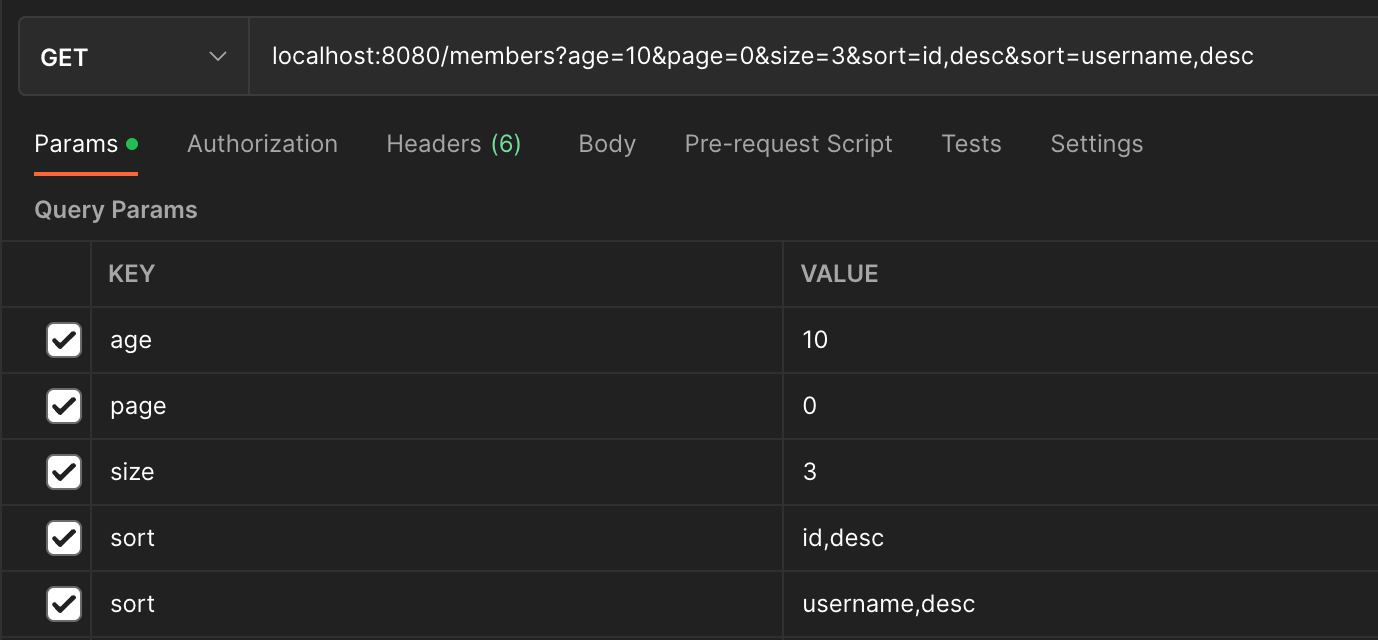 GET localhost:8080/members?age=10&page=0&size=3&sort=id,desc&sort=username,desc
Params Authorization Headers (6) Body Pre-request Script Tests Settings
Query Params
KEY VALUE
age 10
page 0
size 3
sort id,desc
sort username,desc